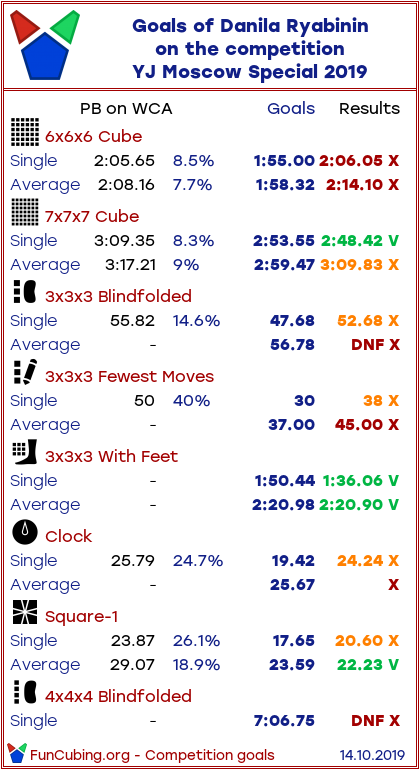 Goals of Danila Ryabinin
on the competition
YJ Moscow Special 2019
PB on WCA Goals Results
6x6x6 Cube
Single 2:05.65 8.5% 1:55.00 2:06.05 X
Average 2:08.16 7.7% 1:58.32 2:14.10 X
7x7x7 Cube
Single 3:09.35 8.3% 2:53.55 2:48.42 V
Average 3:17.21 9% 2:59.47 3:09.83 X
3x3x3 Blindfolded
Single 55.82 14.6% 47.68 52.68 X
Average - 56.78 DNF X
3x3x3 Fewest Moves
Single 50 40% 30 38 X
Average - 37.00 45.00 X
3x3x3 With Feet
Single - 1:50.44 1:36.06 V
Average - 2:20.98 2:20.90 V
Clock
Single 25.79 24.7% 19.42 24.24 X
Average - 25.67 X
Square-1
Single 23.87 26.1% 17.65 20.60 X
Average 29.07 18.9% 23.59 22.23 V
4x4x4 Blindfolded
Single - 7:06.75 DNF X
FunCubing.org - Competition goals 14.10.2019